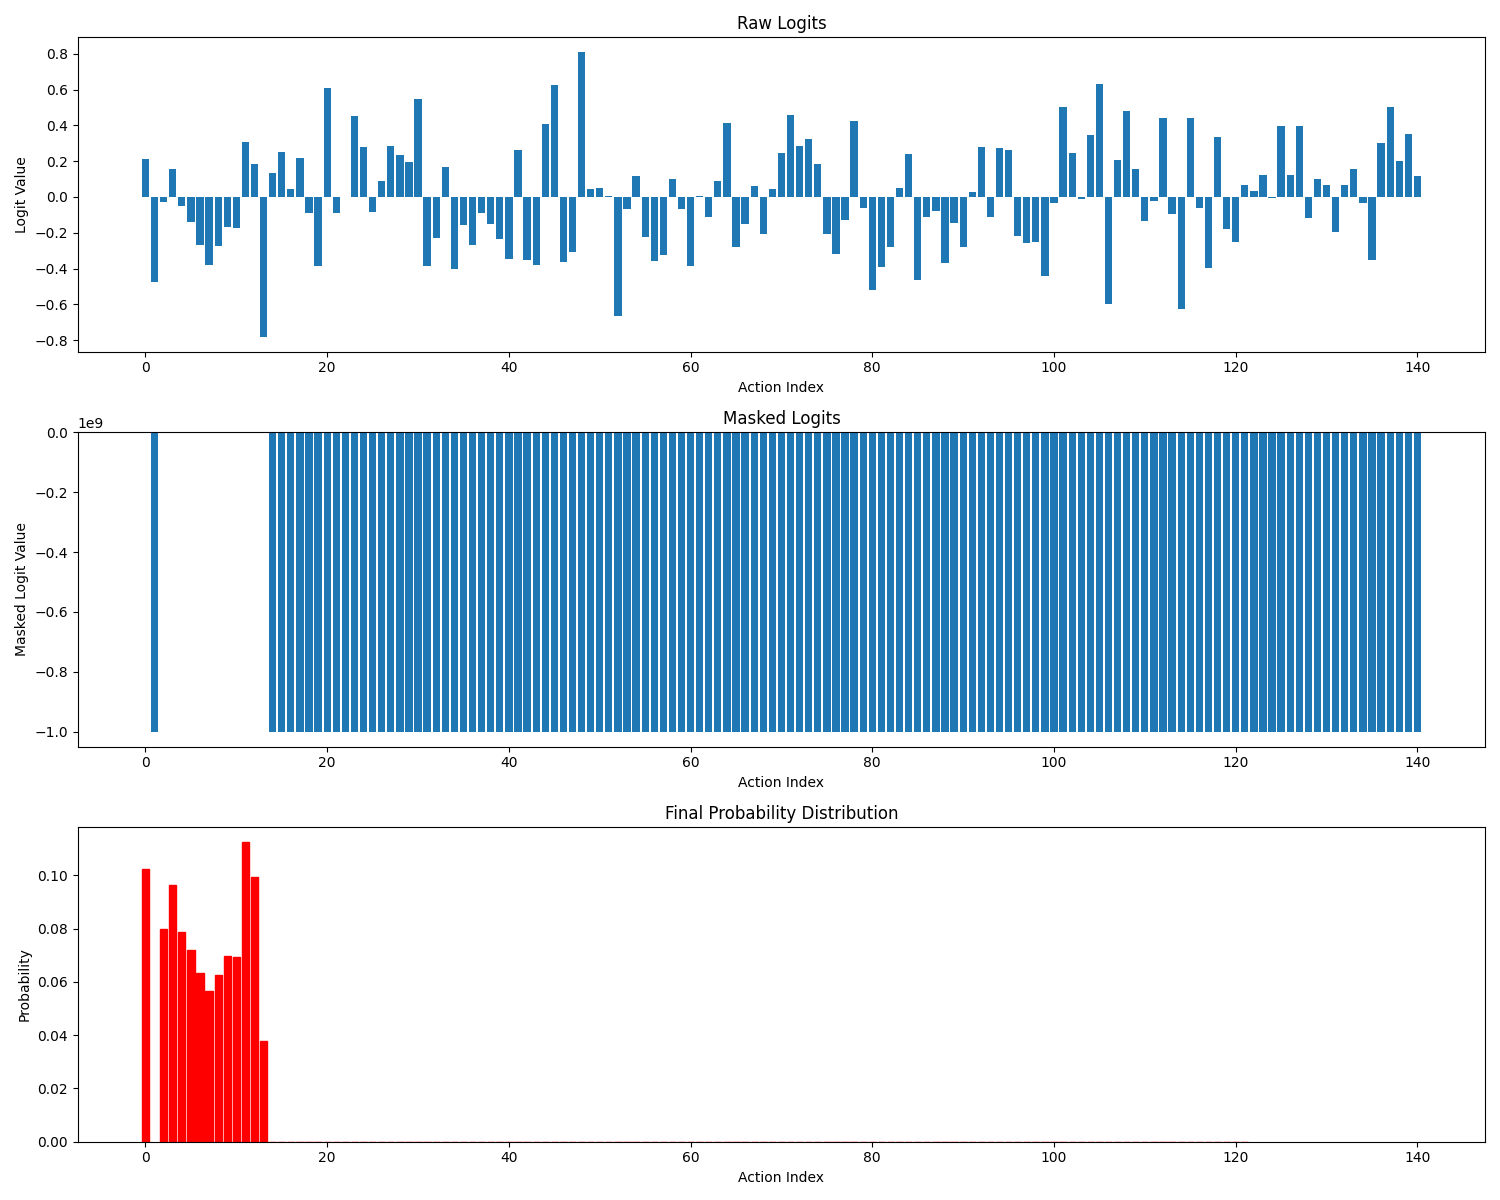 Raw Logits
0.8
0.6
0.4
0.2
0.0
−0.2
−0.4
−0.6
−0.8
Logit Value
0 20 40 60 80 100 120 140
Action Index
Masked Logits
1e9
0.0
−0.2
−0.4
−0.6
−0.8
−1.0
Masked Logit Value
0 20 40 60 80 100 120 140
Action Index
Final Probability Distribution
0.10
0.08
0.06
0.04
0.02
0.00
Probability
0 20 40 60 80 100 120 140
Action Index